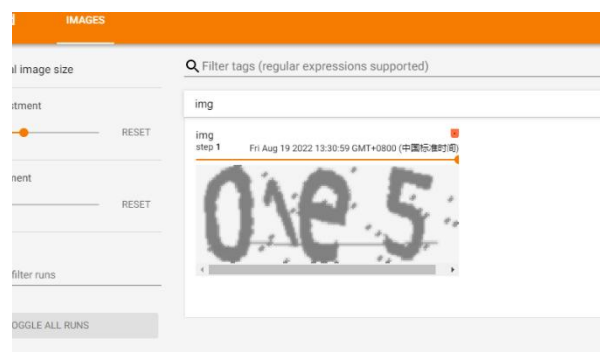 IMAGES
l image size
Filter tags (regular expressions supported)
stment
img
RESET
img
step 1 Fri Aug 19 2022 13:30:59 GMT+0800 (中国标准时间)
ment
RESET
filter runs
OGGLE ALL RUNS